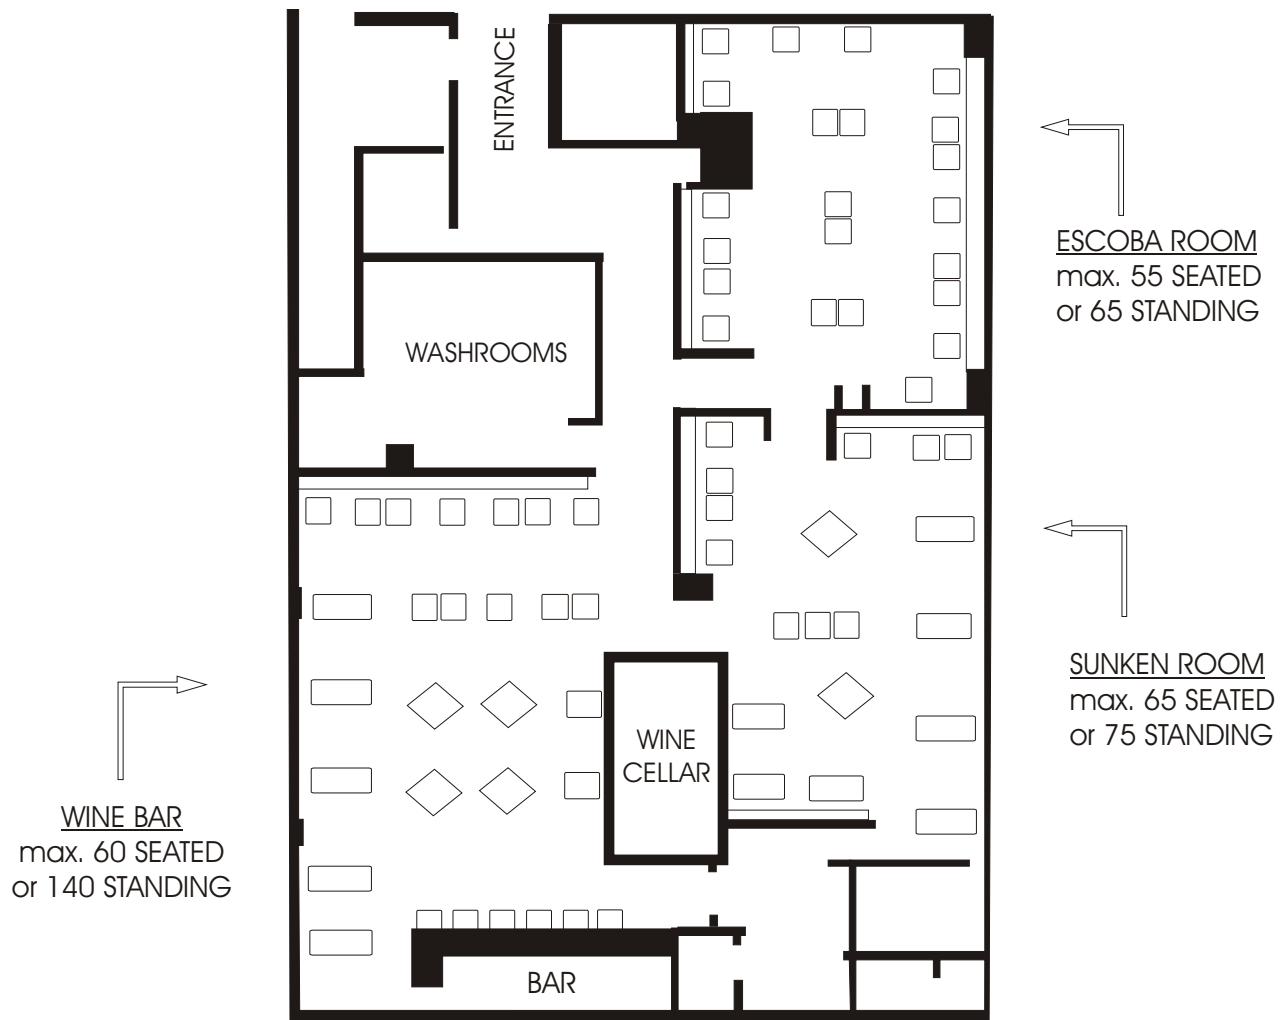 ENTRANCE
ESCOBA ROOM
max. 55 SEATED
or 65 STANDING
WASHROOMS
SUNKEN ROOM
max. 65 SEATED
or 75 STANDING
WINE
CELLAR
WINE BAR
max. 60 SEATED
or 140 STANDING
BAR